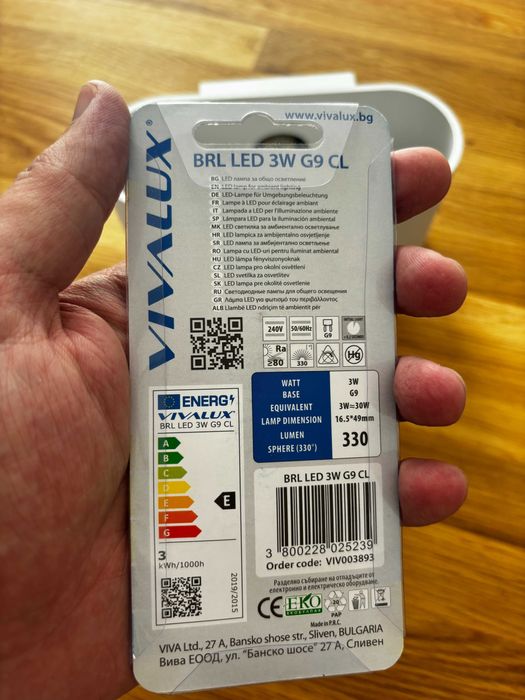 www.vivalux.bg
VIVALUX®
BRL LED 3W G9 CL
BG LED лампа за общо осветление
EN LED lamp for ambient lighting
DE LED-Lampe für Umgebungsbeleuchtung
FR Lampe à LED pour éclairage ambiant
IT Lampada a LED per l'illuminazione ambiente
SP Lámpara LED para la iluminación ambiente
MK LED светилка за амбиентално осветлување
HR LED lampica za ambijentalno osvjetljenje
SR LED лампа за амбијентално осветљење
RO Lampa cu LED-uri pentru iluminat ambiental
HU LED lámpa fényviszonyoknak
CZ LED lampa pro okolní osvětlení
SL LED svetilka za osvetlitev
SK LED lampa pre okolité osvetlenie
RU Светодиодные лампы для общего освещения
GR Λάμπα LED για φωτισμό του περιβάλλοντος
ALB Llambë LED ndriçim të ambientit për
240V 50/60Hz G9
Ra ≥80 330 Hg
ENERG
VIVALUX
BRL LED 3W G9 CL
A
B
C
D
E
F
G
E
3
kWh/1000h
2019/2015
WATT 3W
BASE G9
EQUIVALENT 3W≈30W
LAMP DIMENSION 16.5*49mm
LUMEN 330
SPHERE (330°)
BRL LED 3W G9 CL
3 800228 025239
Order code: VIV003893
Разделно събиране на отпадъците от
електронно и електрическо оборудване.
CE EKO 20 PAP
Made in P.R.C.
VIVA Ltd., 27 A, Bansko shose str., Sliven, BULGARIA
Вива ЕООД, ул. "Банско шосе" 27 А, Сливен